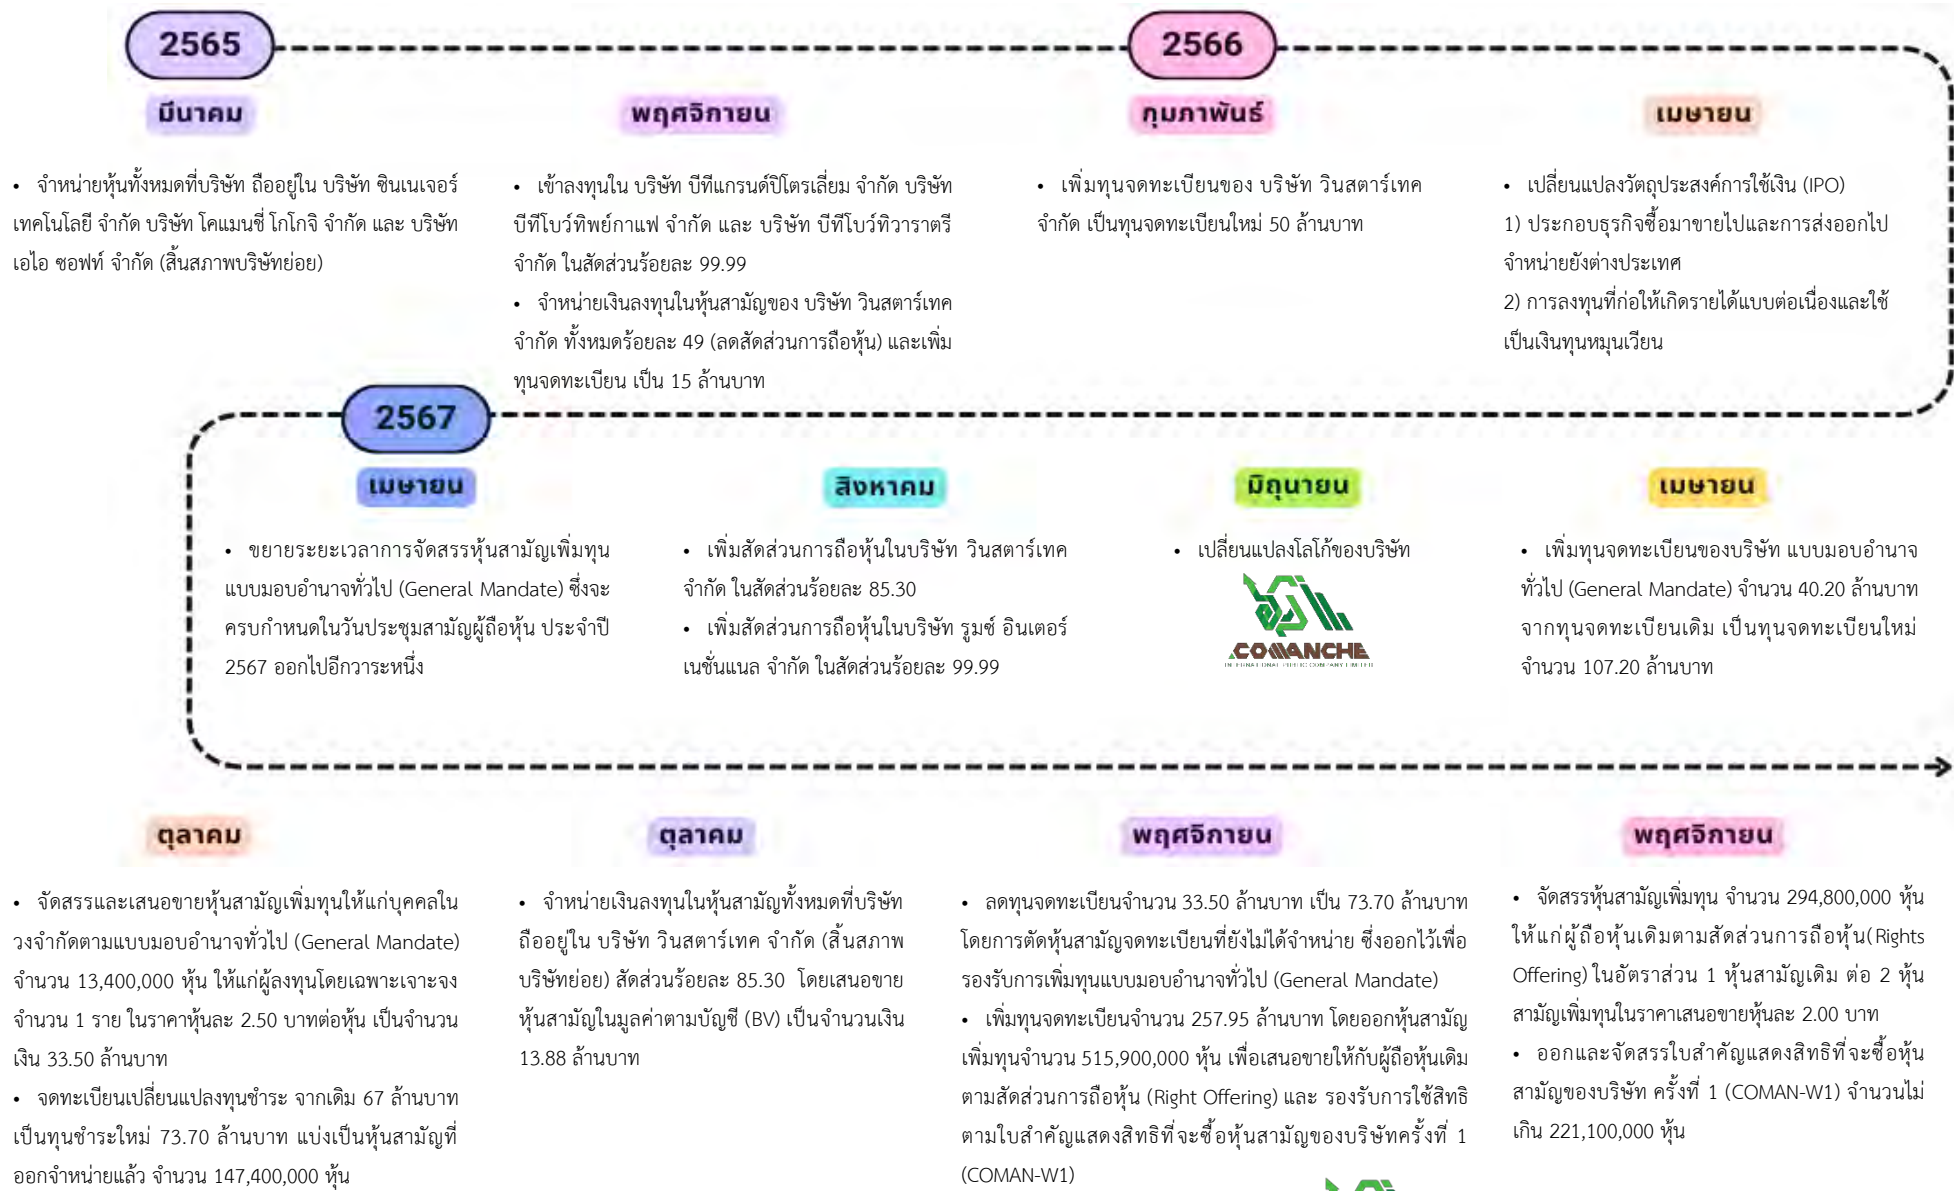 2565
2566
มีนาคม
พฤศจิกายน
กุมภาพันธ์
เมษายน
• จำหน่ายหุ้นทั้งหมดที่บริษัท ถืออยู่ใน บริษัท ซินเนเจอร์
เทคโนโลยี จำกัด บริษัท โคแมนชี่ โกโกจิ จำกัด และ บริษัท
เอไอ ซอฟท์ จำกัด (สิ้นสภาพบริษัทย่อย)
• เข้าลงทุนใน บริษัท บีทีแกรนด์ปิโตรเลี่ยม จำกัด บริษัท
บีทีโบว์ทิพย์กาแฟ จำกัด และ บริษัท บีทีโบว์ทิวาราตรี
จำกัด ในสัดส่วนร้อยละ 99.99
• จำหน่ายเงินลงทุนในหุ้นสามัญของ บริษัท วินสตาร์เทค
จำกัด ทั้งหมดร้อยละ 49 (ลดสัดส่วนการถือหุ้น) และเพิ่ม
ทุนจดทะเบียน เป็น 15 ล้านบาท
• เพิ่มทุนจดทะเบียนของ บริษัท วินสตาร์เทค
จำกัด เป็นทุนจดทะเบียนใหม่ 50 ล้านบาท
• เปลี่ยนแปลงวัตถุประสงค์การใช้เงิน (IPO)
1) ประกอบธุรกิจซื้อมาขายไปและการส่งออกไป
จำหน่ายยังต่างประเทศ
2) การลงทุนที่ก่อให้เกิดรายได้แบบต่อเนื่องและใช้
เป็นเงินทุนหมุนเวียน
2567
เมษายน
สิงหาคม
มิถุนายน
เมษายน
• ขยายระยะเวลาการจัดสรรหุ้นสามัญเพิ่มทุน
แบบมอบอำนาจทั่วไป (General Mandate) ซึ่งจะ
ครบกำหนดในวันประชุมสามัญผู้ถือหุ้น ประจำปี
2567 ออกไปอีกวาระหนึ่ง
• เพิ่มสัดส่วนการถือหุ้นในบริษัท วินสตาร์เทค
จำกัด ในสัดส่วนร้อยละ 85.30
• เพิ่มสัดส่วนการถือหุ้นในบริษัท รูมซ์ อินเตอร์
เนชั่นแนล จำกัด ในสัดส่วนร้อยละ 99.99
• เปลี่ยนแปลงโลโก้ของบริษัท
COMANCHE
INTERNATIONAL PUBLIC COMPANY LIMITED
• เพิ่มทุนจดทะเบียนของบริษัท แบบมอบอำนาจ
ทั่วไป (General Mandate) จำนวน 40.20 ล้านบาท
จากทุนจดทะเบียนเดิม เป็นทุนจดทะเบียนใหม่
จำนวน 107.20 ล้านบาท
ตุลาคม
ตุลาคม
พฤศจิกายน
พฤศจิกายน
• จัดสรรและเสนอขายหุ้นสามัญเพิ่มทุนให้แก่บุคคลใน
วงจำกัดตามแบบมอบอำนาจทั่วไป (General Mandate)
จำนวน 13,400,000 หุ้น ให้แก่ผู้ลงทุนโดยเฉพาะเจาะจง
จำนวน 1 ราย ในราคาหุ้นละ 2.50 บาทต่อหุ้น เป็นจำนวน
เงิน 33.50 ล้านบาท
• จดทะเบียนเปลี่ยนแปลงทุนชำระ จากเดิม 67 ล้านบาท
เป็นทุนชำระใหม่ 73.70 ล้านบาท แบ่งเป็นหุ้นสามัญที่
ออกจำหน่ายแล้ว จำนวน 147,400,000 หุ้น
• จำหน่ายเงินลงทุนในหุ้นสามัญทั้งหมดที่บริษัท
ถืออยู่ใน บริษัท วินสตาร์เทค จำกัด (สิ้นสภาพ
บริษัทย่อย) สัดส่วนร้อยละ 85.30 โดยเสนอขาย
หุ้นสามัญในมูลค่าตามบัญชี (BV) เป็นจำนวนเงิน
13.88 ล้านบาท
• ลดทุนจดทะเบียนจำนวน 33.50 ล้านบาท เป็น 73.70 ล้านบาท
โดยการตัดหุ้นสามัญจดทะเบียนที่ยังไม่ได้จำหน่าย ซึ่งออกไว้เพื่อ
รองรับการเพิ่มทุนแบบมอบอำนาจทั่วไป (General Mandate)
• เพิ่มทุนจดทะเบียนจำนวน 257.95 ล้านบาท โดยออกหุ้นสามัญ
เพิ่มทุนจำนวน 515,900,000 หุ้น เพื่อเสนอขายให้กับผู้ถือหุ้นเดิม
ตามสัดส่วนการถือหุ้น (Right Offering) และ รองรับการใช้สิทธิ
ตามใบสำคัญแสดงสิทธิที่จะซื้อหุ้นสามัญของบริษัทครั้งที่ 1
(COMAN-W1)
• จัดสรรหุ้นสามัญเพิ่มทุน จำนวน 294,800,000 หุ้น
ให้แก่ผู้ถือหุ้นเดิมตามสัดส่วนการถือหุ้น(Rights
Offering) ในอัตราส่วน 1 หุ้นสามัญเดิม ต่อ 2 หุ้น
สามัญเพิ่มทุนในราคาเสนอขายหุ้นละ 2.00 บาท
• ออกและจัดสรรใบสำคัญแสดงสิทธิที่จะซื้อหุ้น
สามัญของบริษัท ครั้งที่ 1 (COMAN-W1) จำนวนไม่
เกิน 221,100,000 หุ้น